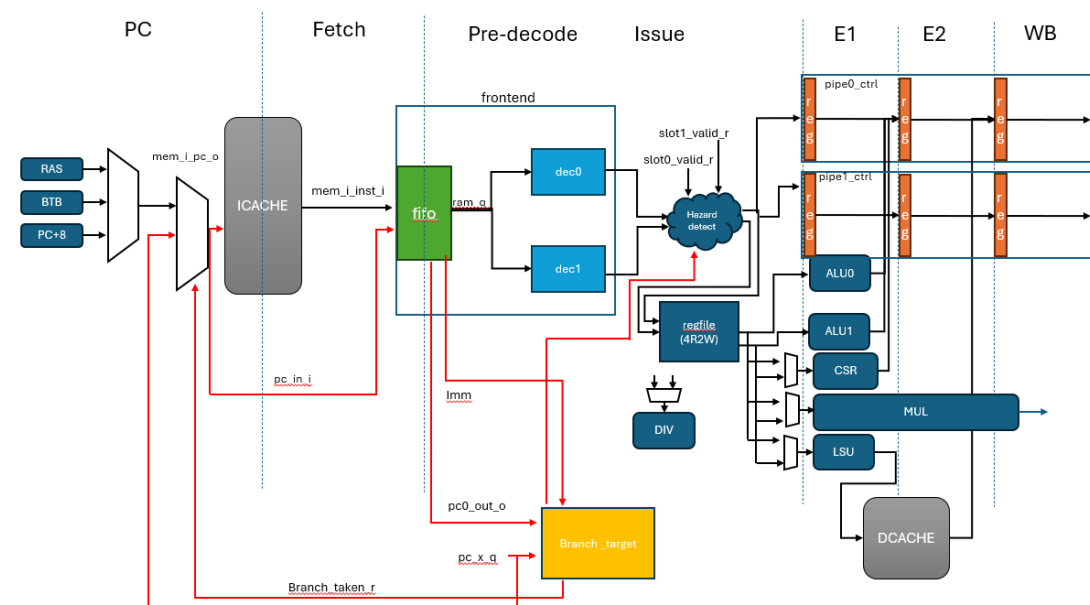 PC
Fetch
Pre-decode
Issue
E1
E2
WB
frontend
pipe0_ctrl
reg
reg
reg
RAS
BTB
PC+8
mem_i_pc_o
ICACHE
mem_i_inst_i
fifo
ram_q
dec0
dec1
slot1_valid_r
slot0_valid_r
Hazard
detect
pipe1_ctrl
reg
reg
reg
ALU0
ALU1
regfile
(4R2W)
CSR
MUL
DIV
LSU
pc_in_i
Imm
pc0_out_o
pc_x_q
Branch_target
DCACHE
Branch_taken_r